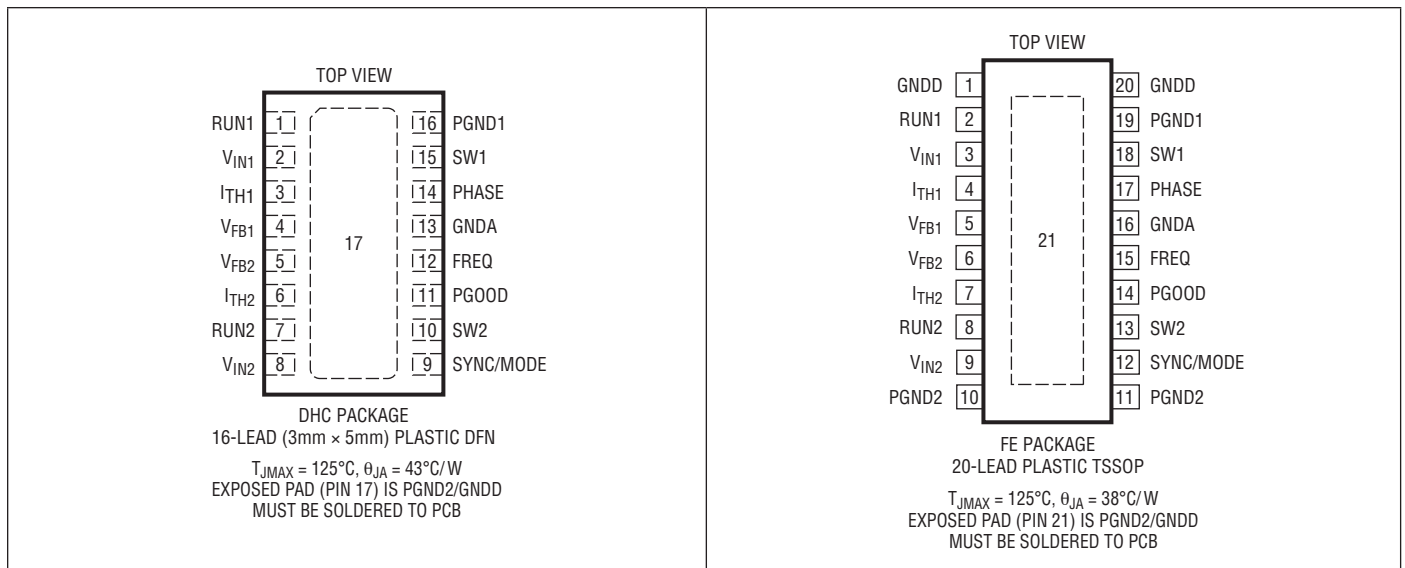 TOP VIEW
RUN1 1
VIN1 2
ITH1 3
VFB1 4
VFB2 5
ITH2 6
RUN2 7
VIN2 8
17
16 PGND1
15 SW1
14 PHASE
13 GNDA
12 FREQ
11 PGOOD
10 SW2
9 SYNC/MODE
DHC PACKAGE
16-LEAD (3mm × 5mm) PLASTIC DFN
TJMAX = 125°C, θJA = 43°C/W
EXPOSED PAD (PIN 17) IS PGND2/GNDD
MUST BE SOLDERED TO PCB
TOP VIEW
GNDD 1
RUN1 2
VIN1 3
ITH1 4
VFB1 5
VFB2 6
ITH2 7
RUN2 8
VIN2 9
PGND2 10
21
20 GNDD
19 PGND1
18 SW1
17 PHASE
16 GNDA
15 FREQ
14 PGOOD
13 SW2
12 SYNC/MODE
11 PGND2
FE PACKAGE
20-LEAD PLASTIC TSSOP
TJMAX = 125°C, θJA = 38°C/W
EXPOSED PAD (PIN 21) IS PGND2/GNDD
MUST BE SOLDERED TO PCB